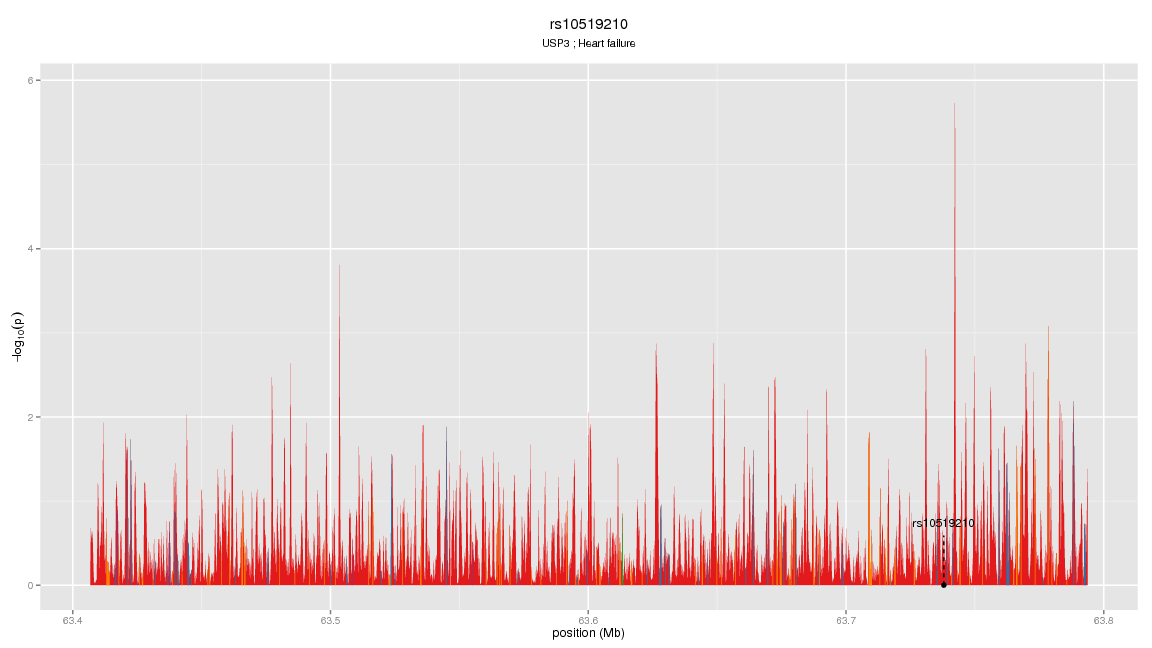 rs10519210
USP3 ; Heart failure
6
4
2
0
−log10(p)
rs10519210
63.4 63.5 63.6 63.7 63.8
position (Mb)